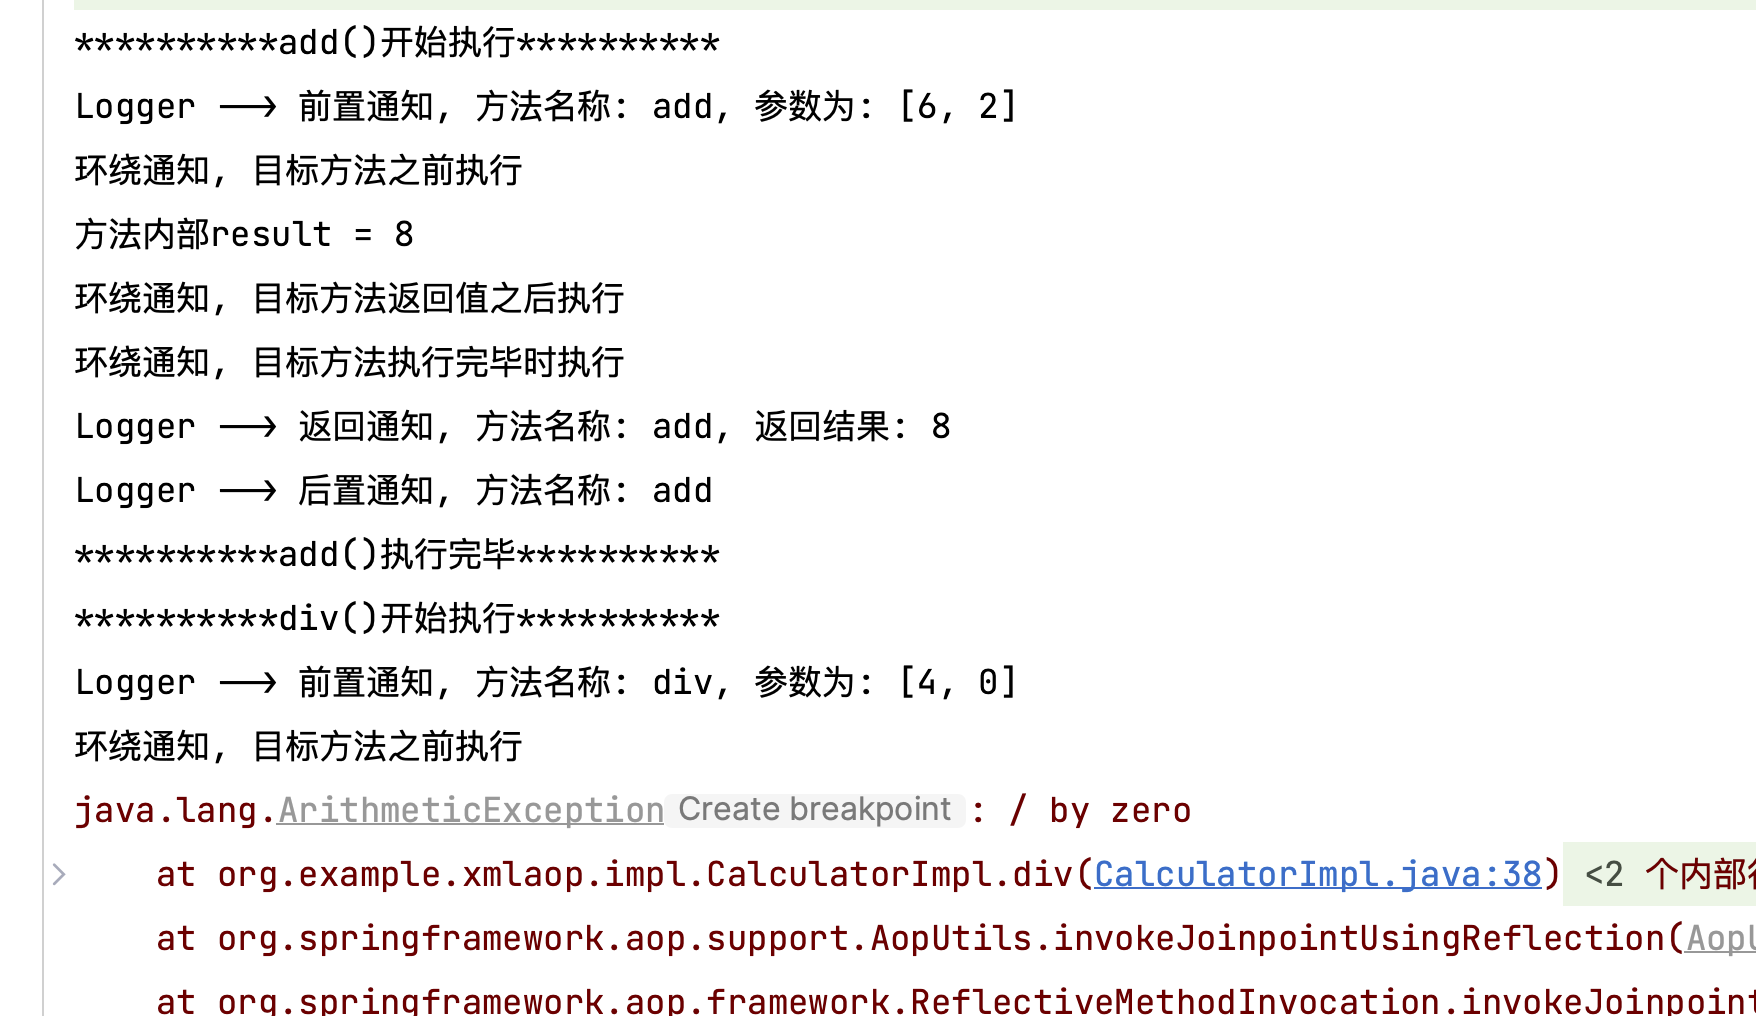 **********add()开始执行**********
Logger --> 前置通知, 方法名称: add, 参数为: [6, 2]
环绕通知, 目标方法之前执行
方法内部result = 8
环绕通知, 目标方法返回值之后执行
环绕通知, 目标方法执行完毕时执行
Logger --> 返回通知, 方法名称: add, 返回结果: 8
Logger --> 后置通知, 方法名称: add
**********add()执行完毕**********
**********div()开始执行**********
Logger --> 前置通知, 方法名称: div, 参数为: [4, 0]
环绕通知, 目标方法之前执行
java.lang.ArithmeticException Create breakpoint : / by zero
at org.example.xmlaop.impl.CalculatorImpl.div(CalculatorImpl.java:38) <2 个内部
at org.springframework.aop.support.AopUtils.invokeJoinpointUsingReflection(Aop
at org.springframework.aop.framework.ReflectiveMethodInvocation.invokeJoinpoint